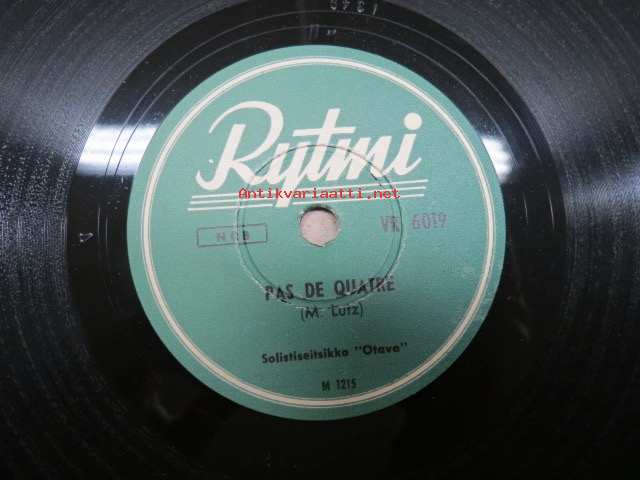 Rytmi
Antikvariaatti.net
NCB
VR 6019
PAS DE QUATRE
(M. Lutz)
Solistiseitsikko "Otava"
M 1215